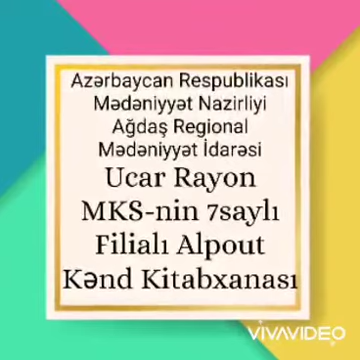 Azərbaycan Respublikası
Mədəniyyət Nazirliyi
Ağdaş Regional
Mədəniyyət İdarəsi
Ucar Rayon
MKS-nin 7saylı
Filialı Alpout
Kənd Kitabxanası
VIVAVIDEO